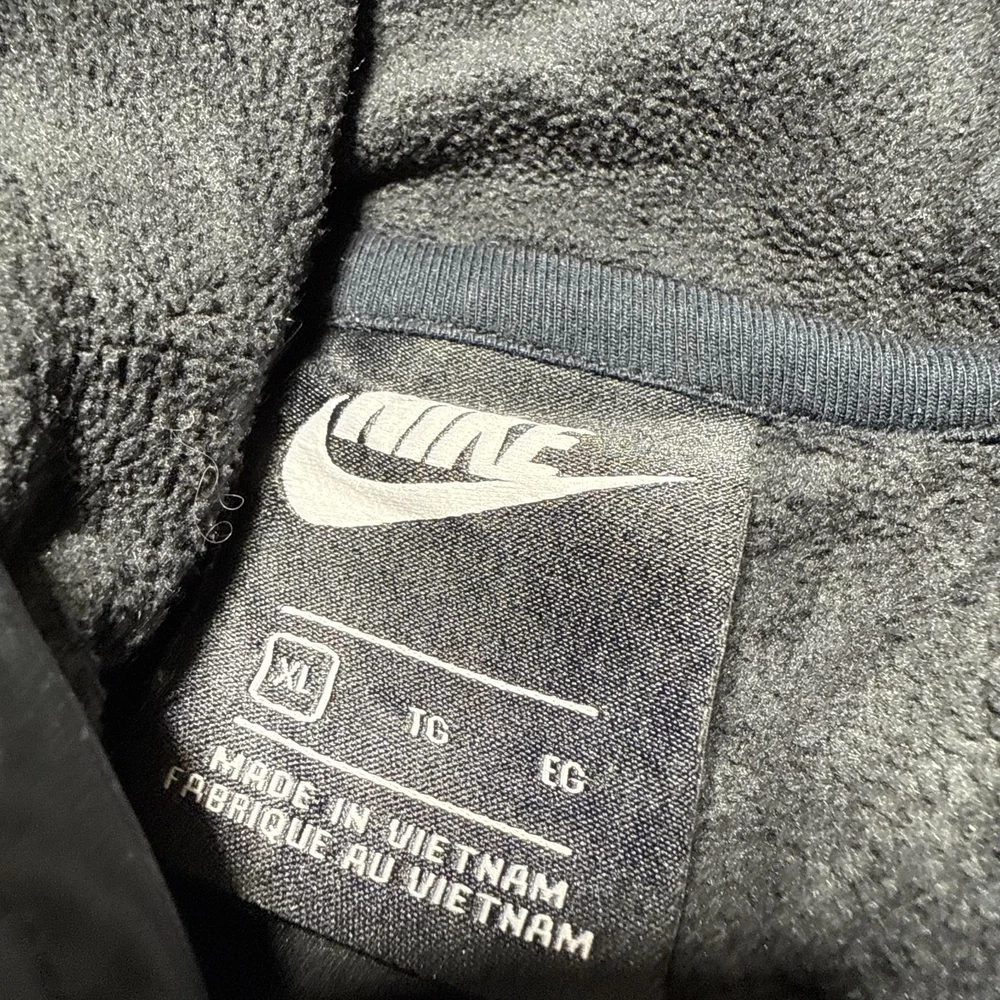 NIKE
XL TG EG
MADE IN VIETNAM
FABRIQUE AU VIETNAM